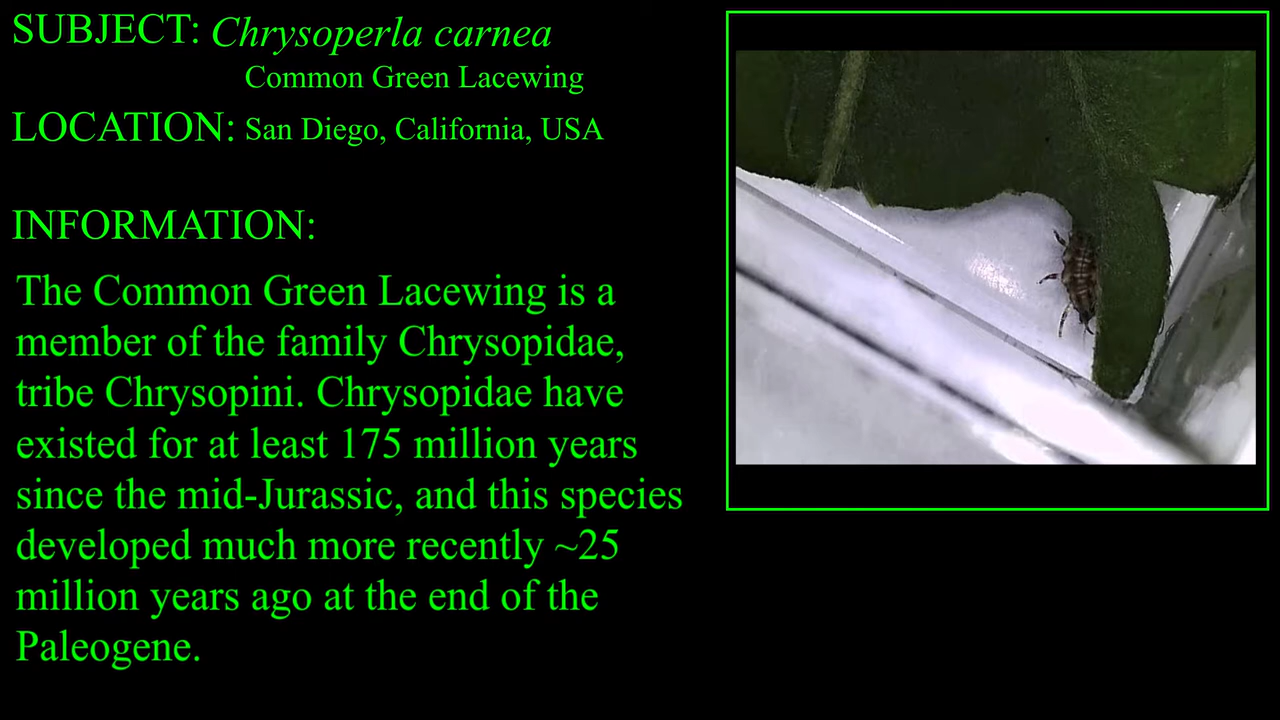 SUBJECT: Chrysoperla carnea
Common Green Lacewing
LOCATION: San Diego, California, USA
INFORMATION:
The Common Green Lacewing is a
member of the family Chrysopidae,
tribe Chrysopini. Chrysopidae have
existed for at least 175 million years
since the mid-Jurassic, and this species
developed much more recently ~25
million years ago at the end of the
Paleogene.